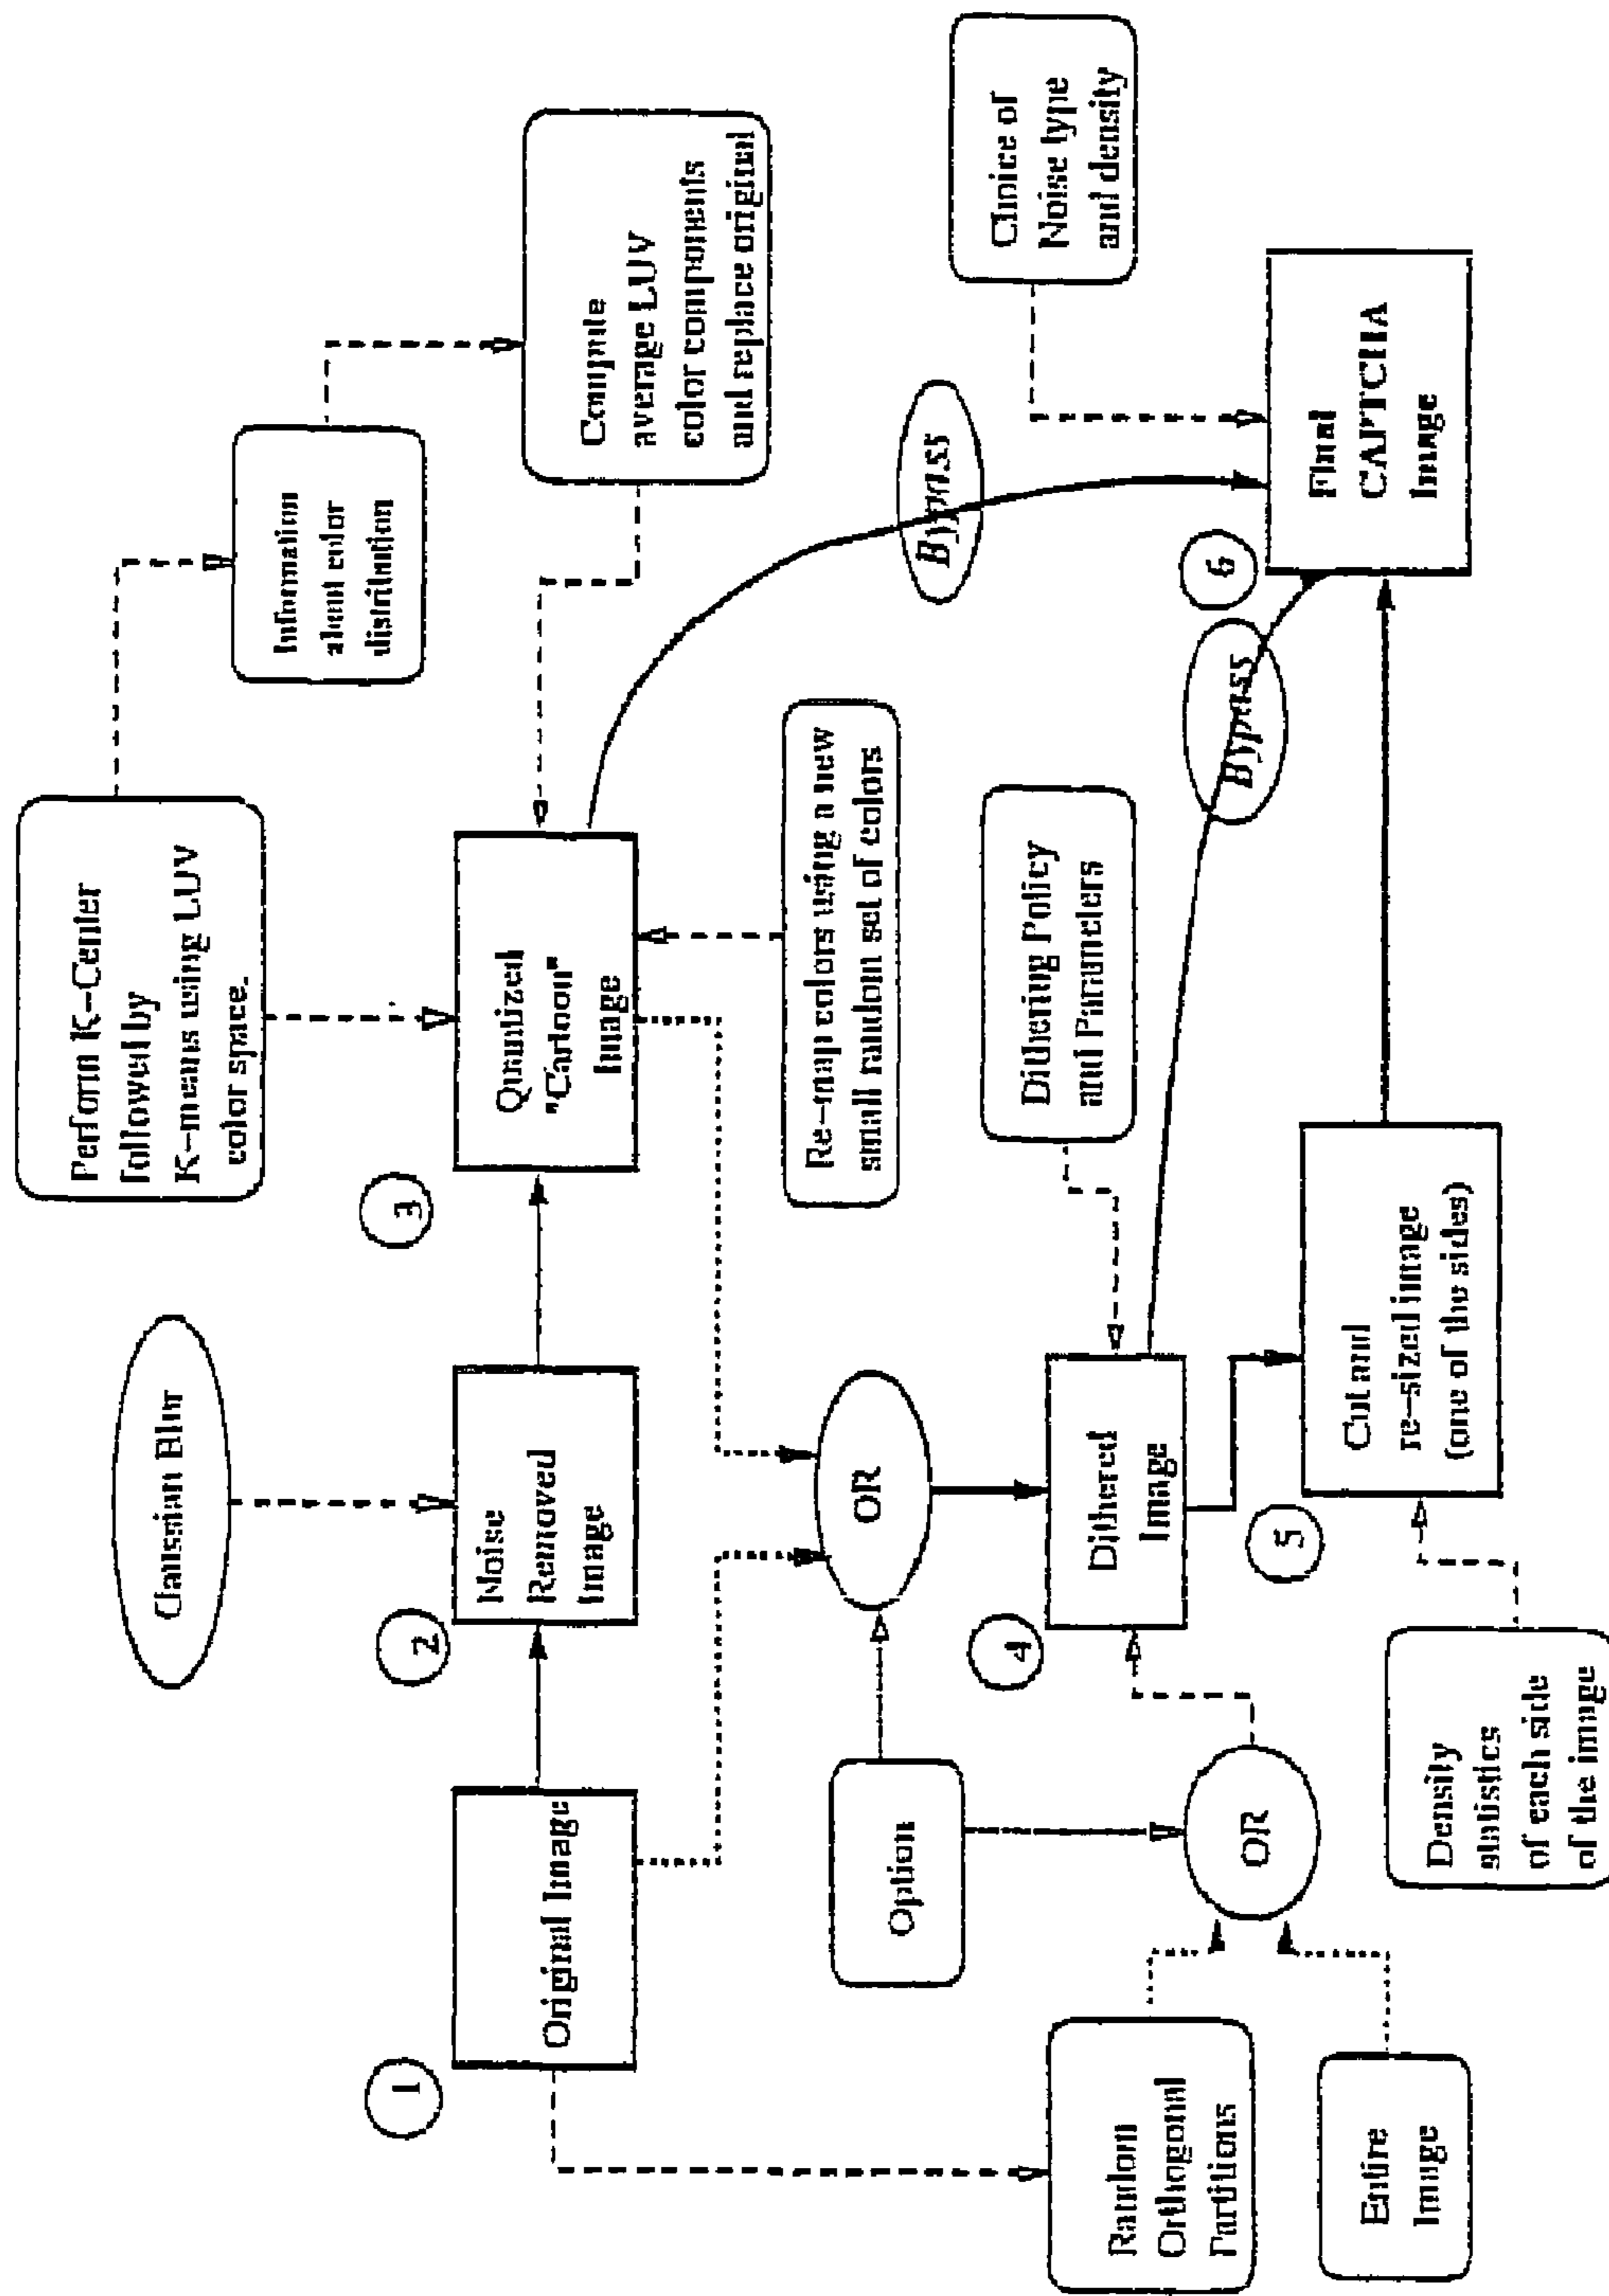 Gaussian Blur
Perform K-Center
followed by
K-means using LUV
color space.
Information
about color
distribution
Compute
average LUV
color components
and replace original
1
Original Image
2
Noise
Removed
Image
3
Quantized
"Cartoon"
Image
Re-map colors using a new
small random set of colors
Bypass
Choice of
Noise type
and density
Option
OR
Dithering Policy
and Parameters
Random
Orthogonal
Partitions
Entire
Image
OR
4
Dithered
Image
Bypass
6
Final
CAPTCHA
Image
5
Cut and
re-sized image
(one of the sides)
Density
statistics
of each side
of the image